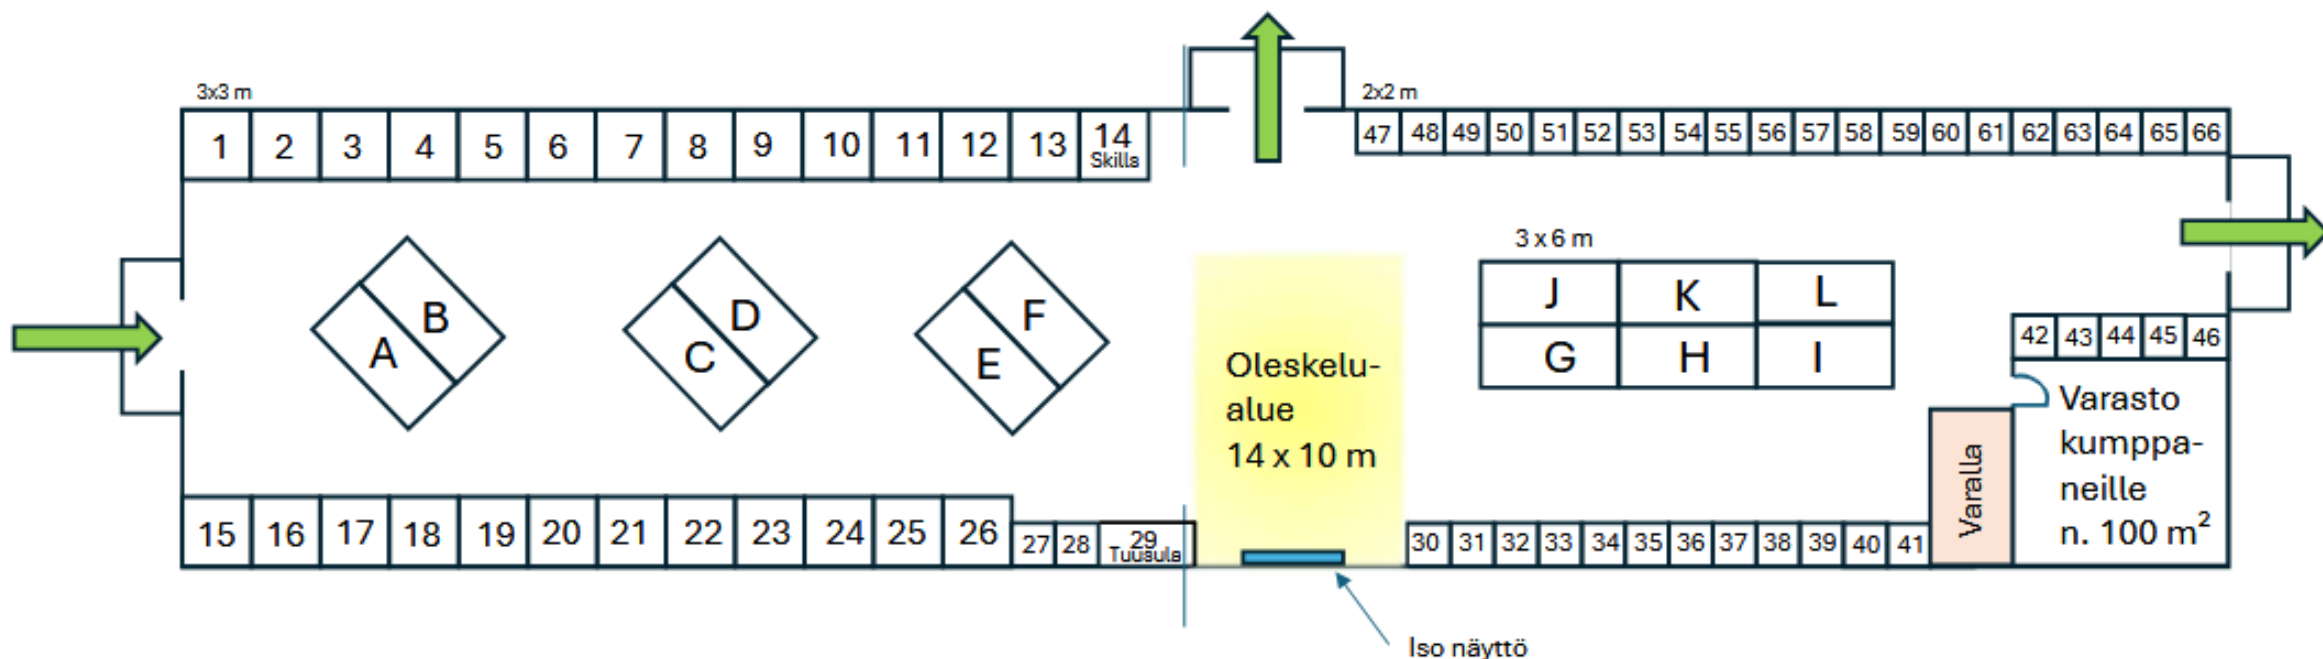 3x3 m
2x2 m
1 2 3 4 5 6 7 8 9 10 11 12 13 14
Skills
47 48 49 50 51 52 53 54 55 56 57 58 59 60 61 62 63 64 65 66
3 x 6 m
A B
C D
E F
J K L
G H I
Oleskelu-
alue
14 x 10 m
42 43 44 45 46
Varasto
kumppa-
neille
n. 100 m²
Varalla
15 16 17 18 19 20 21 22 23 24 25 26 27 28 29
Tuusula
30 31 32 33 34 35 36 37 38 39 40 41
Iso näyttö